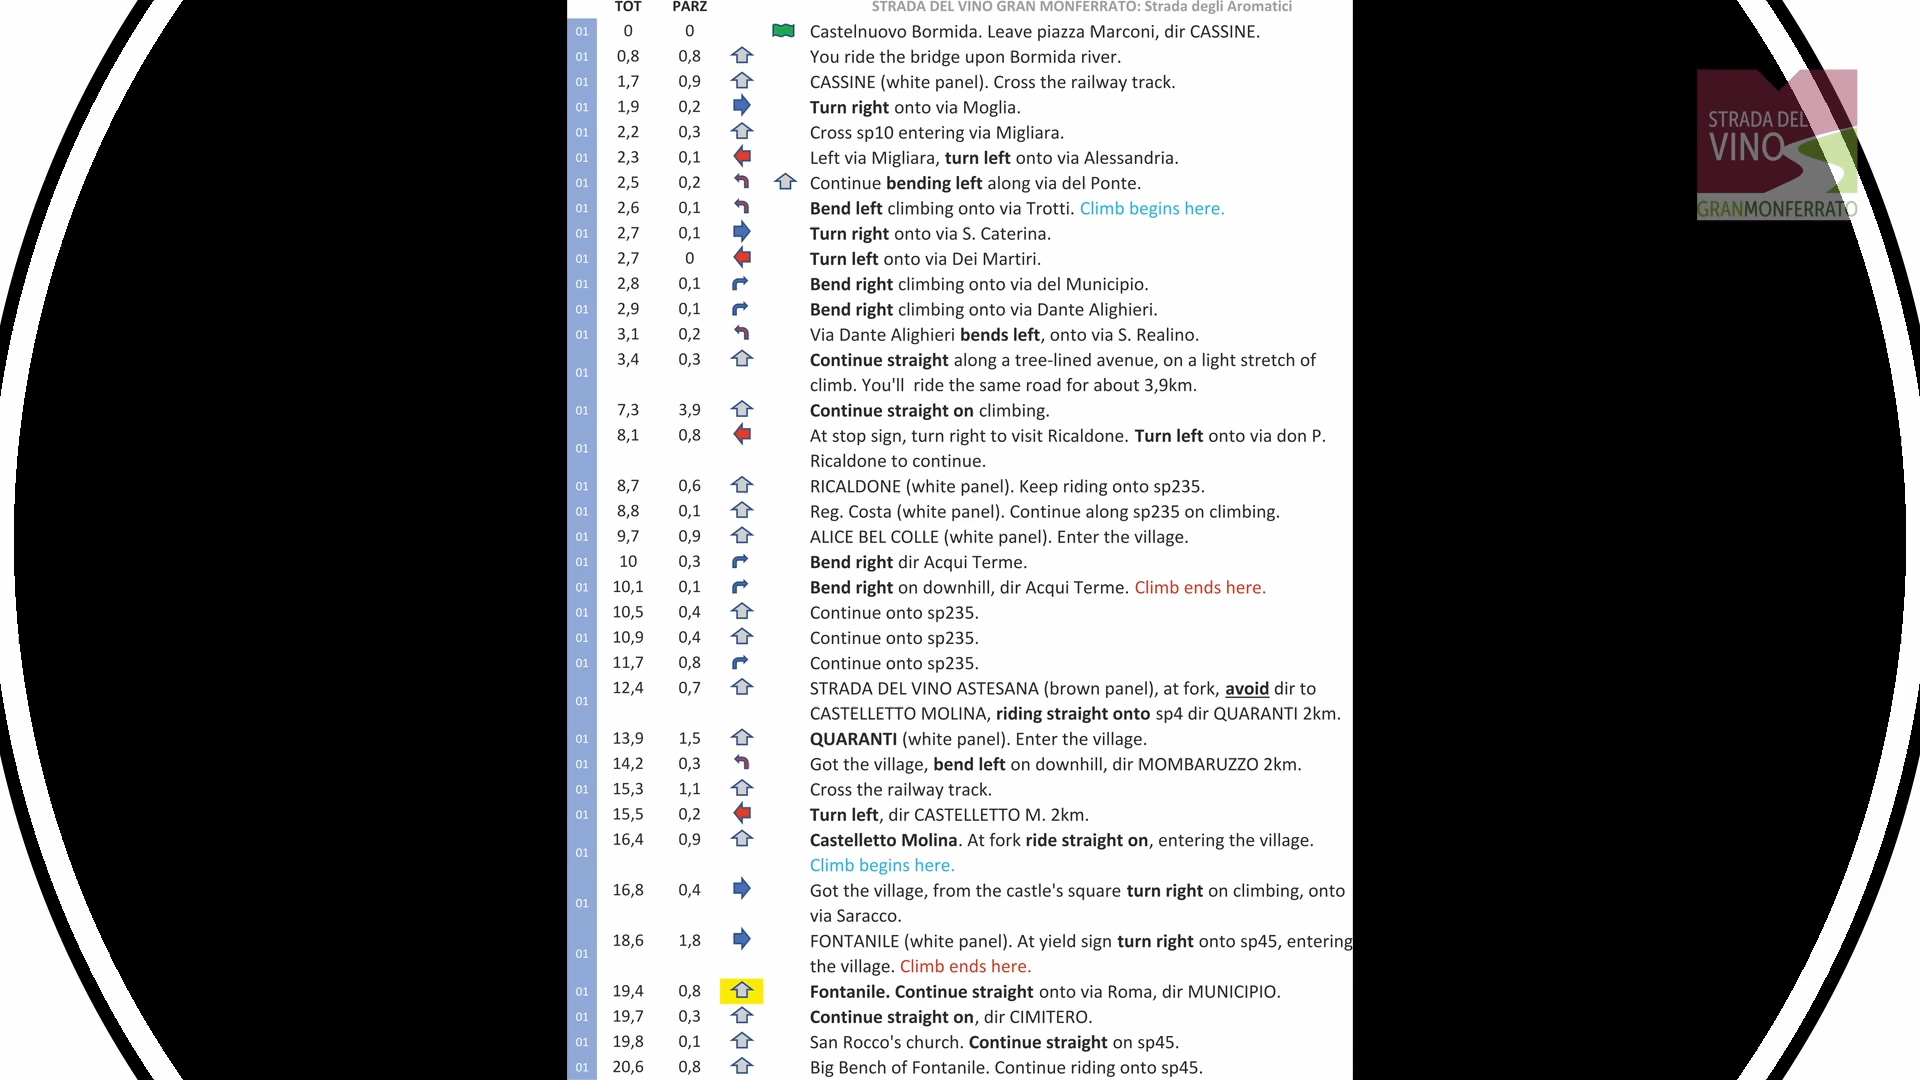 TOT PARZ STRADA DEL VINO GRAN MONFERRATO: Strada degli Aromatici
01 0 0 Castelnuovo Bormida. Leave piazza Marconi, dir CASSINE.
01 0,8 0,8 You ride the bridge upon Bormida river.
01 1,7 0,9 CASSINE (white panel). Cross the railway track.
01 1,9 0,2 Turn right onto via Moglia.
01 2,2 0,3 Cross sp10 entering via Migliara.
01 2,3 0,1 Left via Migliara, turn left onto via Alessandria.
01 2,5 0,2 Continue bending left along via del Ponte.
01 2,6 0,1 Bend left climbing onto via Trotti. Climb begins here.
01 2,7 0,1 Turn right onto via S. Caterina.
01 2,7 0 Turn left onto via Dei Martiri.
01 2,8 0,1 Bend right climbing onto via del Municipio.
01 2,9 0,1 Bend right climbing onto via Dante Alighieri.
01 3,1 0,2 Via Dante Alighieri bends left, onto via S. Realino.
01 3,4 0,3 Continue straight along a tree-lined avenue, on a light stretch of
climb. You'll ride the same road for about 3,9km.
01 7,3 3,9 Continue straight on climbing.
01 8,1 0,8 At stop sign, turn right to visit Ricaldone. Turn left onto via don P.
Ricaldone to continue.
01 8,7 0,6 RICALDONE (white panel). Keep riding onto sp235.
01 8,8 0,1 Reg. Costa (white panel). Continue along sp235 on climbing.
01 9,7 0,9 ALICE BEL COLLE (white panel). Enter the village.
01 10 0,3 Bend right dir Acqui Terme.
01 10,1 0,1 Bend right on downhill, dir Acqui Terme. Climb ends here.
01 10,5 0,4 Continue onto sp235.
01 10,9 0,4 Continue onto sp235.
01 11,7 0,8 Continue onto sp235.
01 12,4 0,7 STRADA DEL VINO ASTESANA (brown panel), at fork, avoid dir to
CASTELLETTO MOLINA, riding straight onto sp4 dir QUARANTI 2km.
01 13,9 1,5 QUARANTI (white panel). Enter the village.
01 14,2 0,3 Got the village, bend left on downhill, dir MOMBARUZZO 2km.
01 15,3 1,1 Cross the railway track.
01 15,5 0,2 Turn left, dir CASTELLETTO M. 2km.
01 16,4 0,9 Castelletto Molina. At fork ride straight on, entering the village.
Climb begins here.
01 16,8 0,4 Got the village, from the castle's square turn right on climbing, onto
via Saracco.
01 18,6 1,8 FONTANILE (white panel). At yield sign turn right onto sp45, entering
the village. Climb ends here.
01 19,4 0,8 Fontanile. Continue straight onto via Roma, dir MUNICIPIO.
01 19,7 0,3 Continue straight on, dir CIMITERO.
01 19,8 0,1 San Rocco's church. Continue straight on sp45.
01 20,6 0,8 Big Bench of Fontanile. Continue riding onto sp45.
STRADA DEL
VINO
GRANMONFERRATO